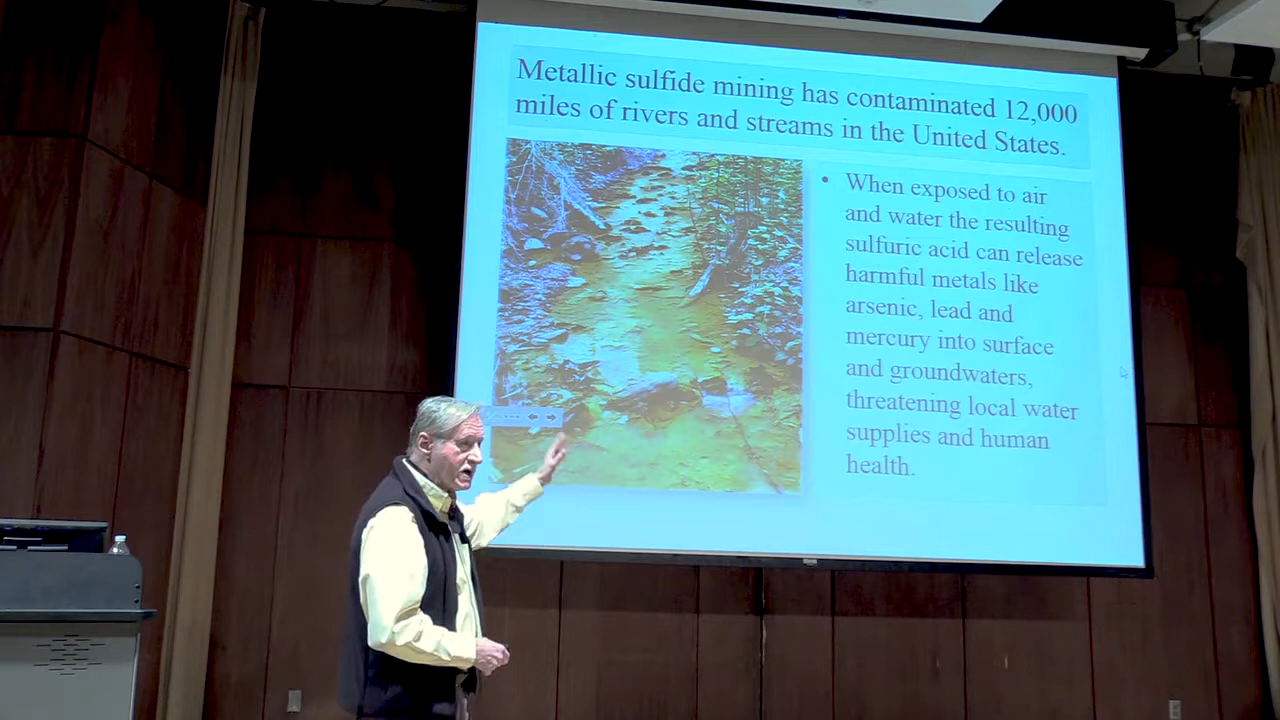 Metallic sulfide mining has contaminated 12,000
miles of rivers and streams in the United States.
• When exposed to air
and water the resulting
sulfuric acid can release
harmful metals like
arsenic, lead and
mercury into surface
and groundwaters,
threatening local water
supplies and human
health.